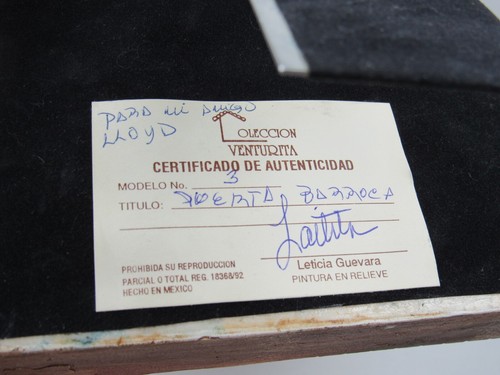 PARA MI AMIGO
LLOYD
COLECCION
VENTURITA
CERTIFICADO DE AUTENTICIDAD
MODELO No. 3
TITULO: PUERTA BARROCA
Leticia Guevara
PINTURA EN RELIEVE
PROHIBIDA SU REPRODUCCION
PARCIAL O TOTAL REG. 18368/92
HECHO EN MEXICO